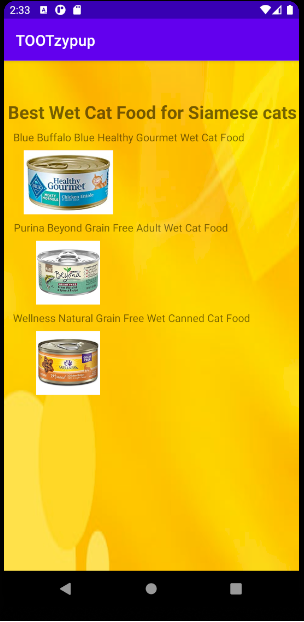 2:33
TOOTzypup
Best Wet Cat Food for Siamese cats
Blue Buffalo Blue Healthy Gourmet Wet Cat Food
Healthy
Gourmet
Purina Beyond Grain Free Adult Wet Cat Food
Beyond
Wellness Natural Grain Free Wet Canned Cat Food